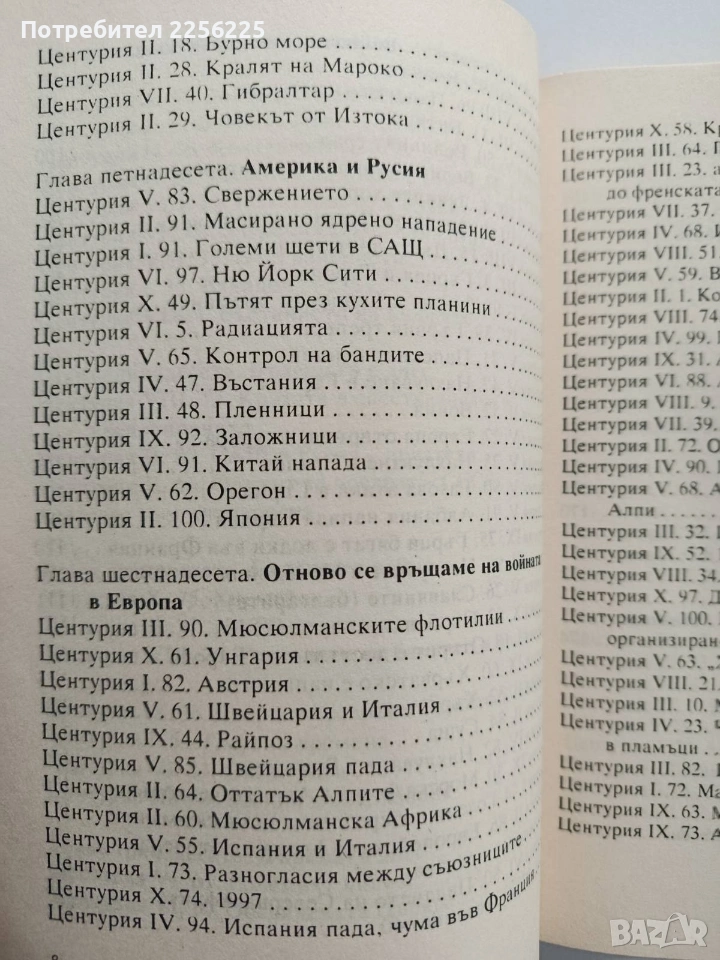 Потребител 2256225
Центурия II. 18. Бурно море
Центурия II. 28. Кралят на Мароко
Центурия VII. 40. Гибралтар
Центурия II. 29. Човекът от Изтока
Глава петнадесета. Америка и Русия
Центурия V. 83. Свержението
Центурия II. 91. Масирано ядрено нападение
Центурия I. 91. Големи щети в САЩ
Центурия VI. 97. Ню Йорк Сити
Центурия X. 49. Пътят през кухите планини
Центурия VI. 5. Радиацията
Центурия V. 65. Контрол на бандите
Центурия IV. 47. Въстания
Центурия III. 48. Пленници
Центурия IX. 92. Заложници
Центурия VI. 91. Китай напада
Центурия V. 62. Орегон
Центурия II. 100. Япония
Глава шестнадесета. Отново се връщаме на войната
в Европа
Центурия III. 90. Мюсюлманските флотилии
Центурия X. 61. Унгария
Центурия I. 82. Австрия
Центурия V. 61. Швейцария и Италия
Центурия IX. 44. Райпоз
Центурия V. 85. Швейцария пада
Центурия II. 64. Оттатък Алпите
Центурия II. 60. Мюсюлманска Африка
Центурия V. 55. Испания и Италия
Центурия I. 73. Разногласия между съюзниците
Центурия X. 74. 1997
Центурия IV. 94. Испания пада, чума във Франция
Центурия X. 58.
Центурия III. 64.
Центурия III. 23.
до френската
Центурия VII. 37
Центурия IV. 68.
Центурия VIII. 51
Центурия V. 59.
Центурия II. 1.
Центурия VIII. 74
Центурия IV. 99.
Центурия IX. 31.
Центурия VI. 88.
Центурия VIII. 9.
Центурия VII. 39.
Центурия II. 72.
Центурия IV. 90.
Центурия V. 68.
Алпи
Центурия III. 32.
Центурия IX. 52.
Центурия VIII. 34.
Центурия X. 97.
Центурия V. 100.
Центурия V. 63.
Центурия VIII. 21.
Центурия III. 10.
Центурия IV. 23.
в пламъци
Центурия III. 82.
Центурия I. 72.
Центурия IX. 63.
Центурия IX. 73.
BAZAR